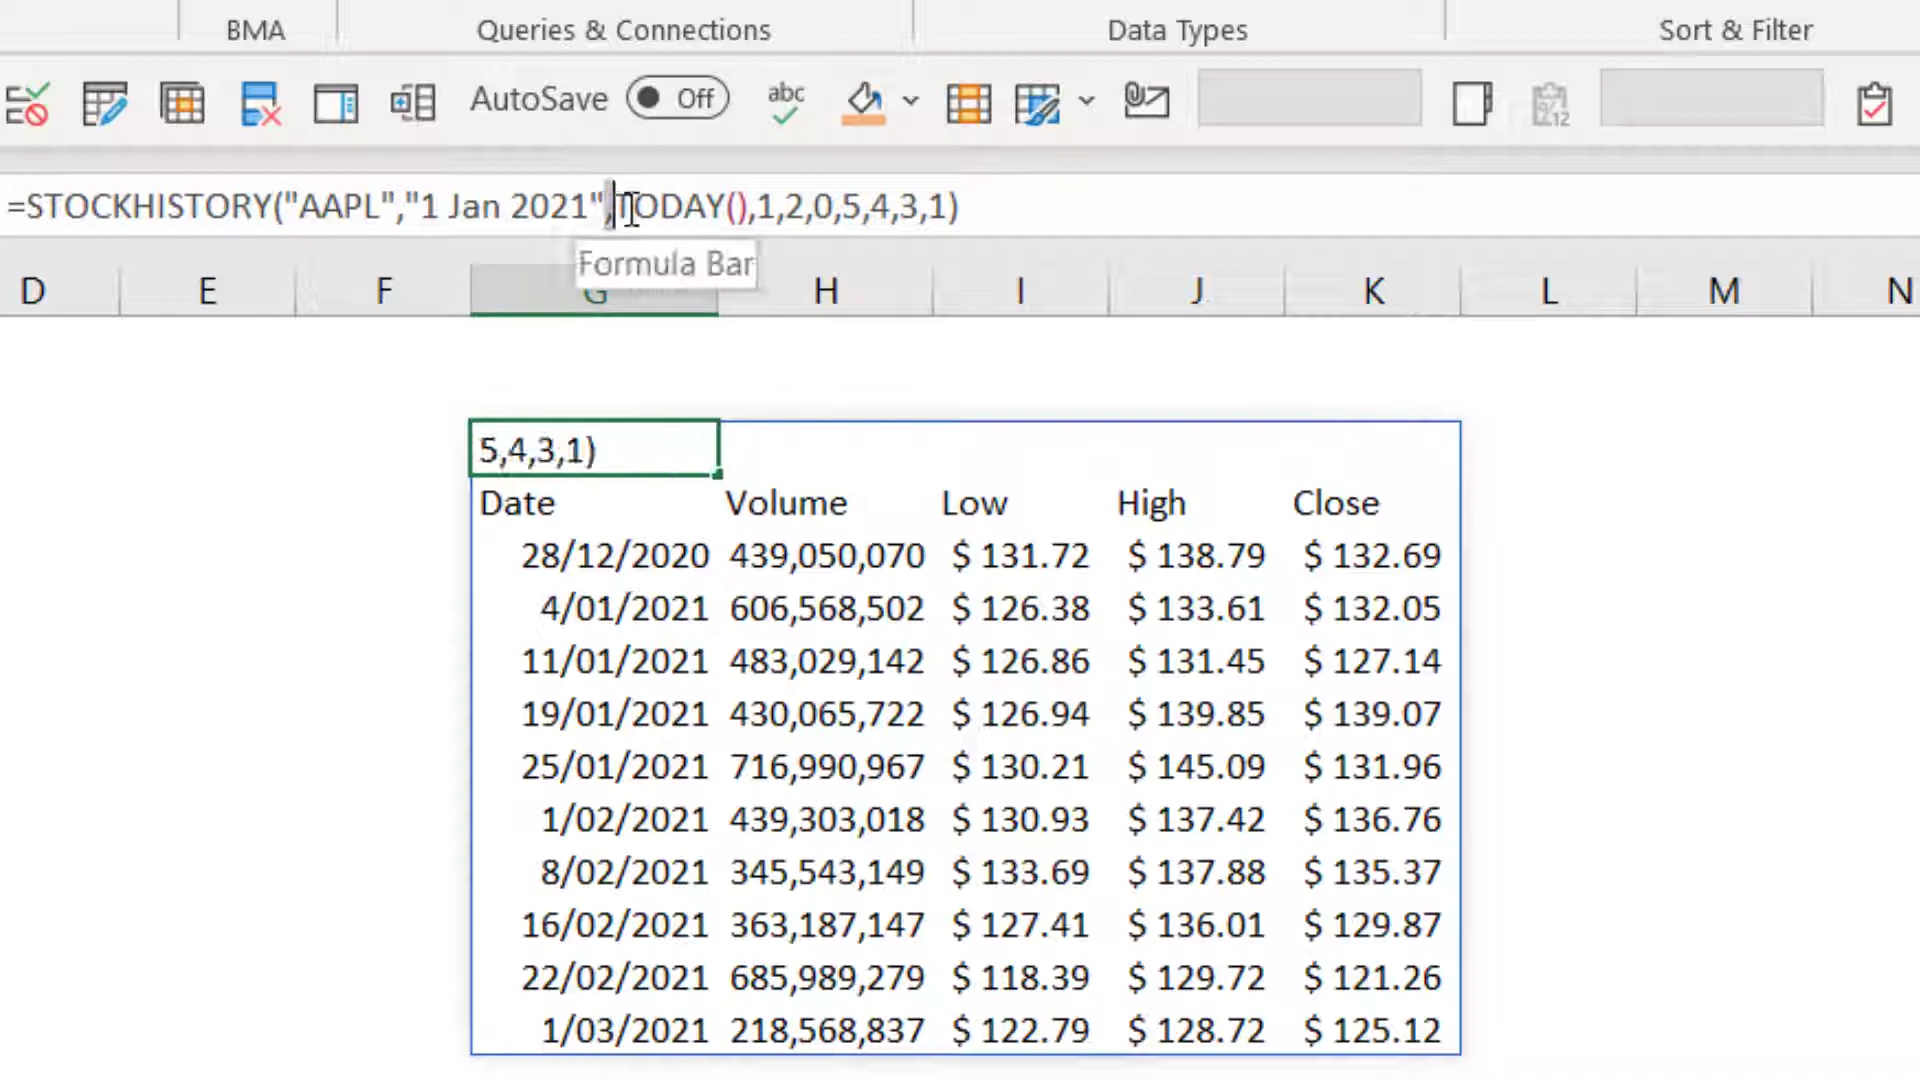 BMA Queries & Connections Data Types Sort & Filter
AutoSave Off abc
=STOCKHISTORY("AAPL","1 Jan 2021",TODAY(),1,2,0,5,4,3,1)
Formula Bar
D E F G H I J K L M N
5,4,3,1)
Date Volume Low High Close
28/12/2020 439,050,070 $ 131.72 $ 138.79 $ 132.69
4/01/2021 606,568,502 $ 126.38 $ 133.61 $ 132.05
11/01/2021 483,029,142 $ 126.86 $ 131.45 $ 127.14
19/01/2021 430,065,722 $ 126.94 $ 139.85 $ 139.07
25/01/2021 716,990,967 $ 130.21 $ 145.09 $ 131.96
1/02/2021 439,303,018 $ 130.93 $ 137.42 $ 136.76
8/02/2021 345,543,149 $ 133.69 $ 137.88 $ 135.37
16/02/2021 363,187,147 $ 127.41 $ 136.01 $ 129.87
22/02/2021 685,989,279 $ 118.39 $ 129.72 $ 121.26
1/03/2021 218,568,837 $ 122.79 $ 128.72 $ 125.12